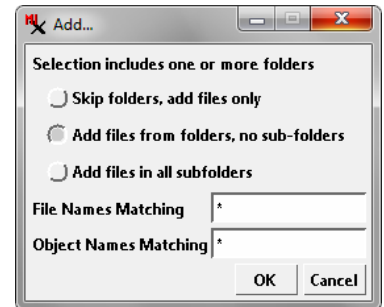 Add...
Selection includes one or more folders
Skip folders, add files only
Add files from folders, no sub-folders
Add files in all subfolders
File Names Matching *
Object Names Matching *
OK Cancel